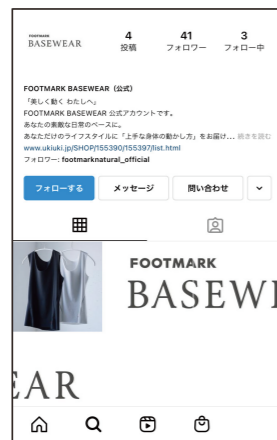 FOOTMARK
BASEWEAR
4 41 3
投稿 フォロワー フォロー中
FOOTMARK BASEWEAR（公式）
「美しく動く わたしへ」
FOOTMARK BASEWEAR 公式アカウントです。
あなたの素敵な日常のベースに。
あなただけのライフスタイルに「上手な身体の動かし方」をお届け... 続きを読む
www.ukiuki.jp/SHOP/155390/155397/list.html
フォロワー: footmarknatural_official
フォローする メッセージ 問い合わせ
FOOTMARK
BASEWE
EAR